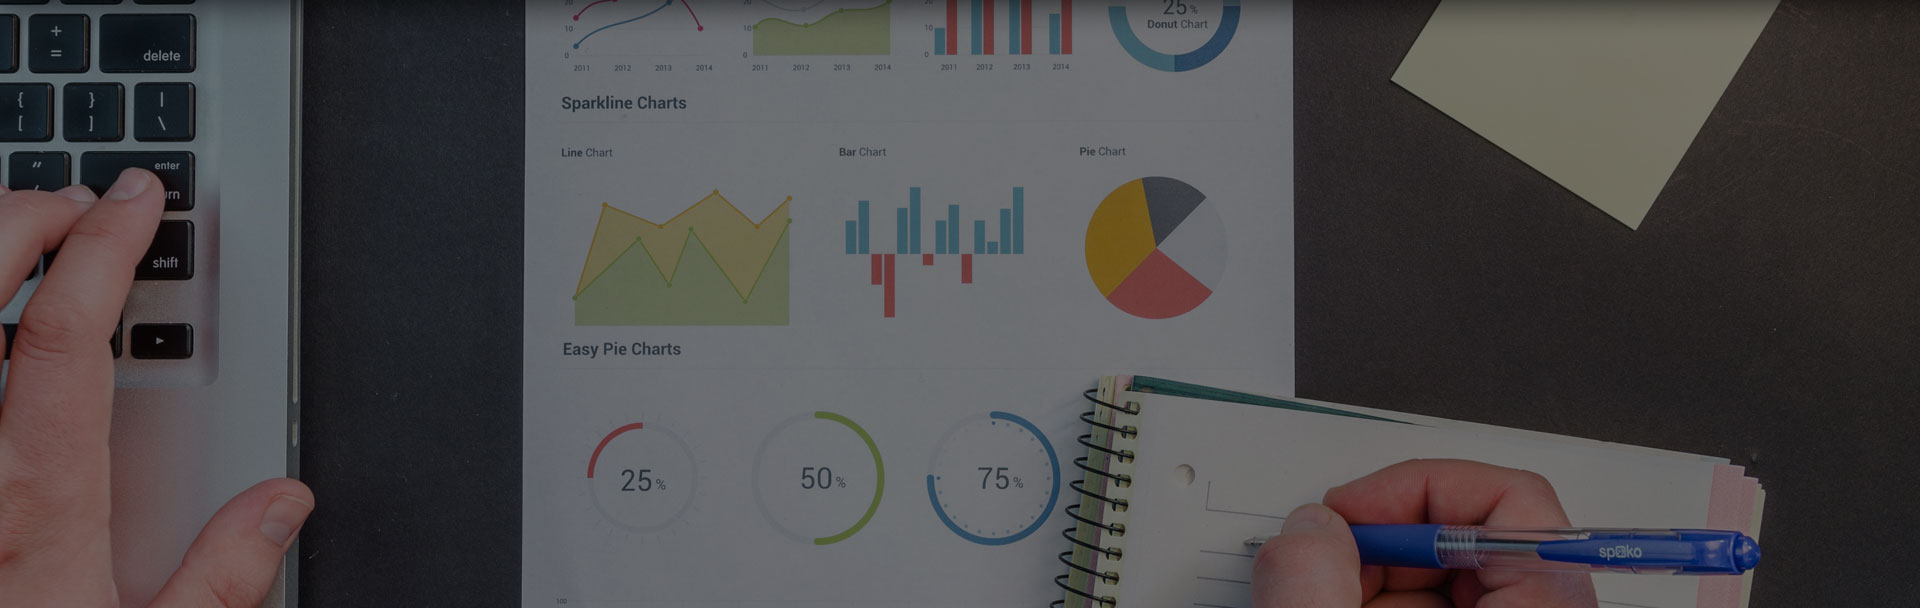 +
=
delete
{
[
}
]
|
\
"
enter
shift
20
10
0
2011 2012 2013 2014
20
10
0
2011 2012 2013 2014
20
10
0
2011 2012 2013 2014
25%
Donut Chart
Sparkline Charts
Line Chart
Bar Chart
Pie Chart
Easy Pie Charts
25%
50%
75%
100